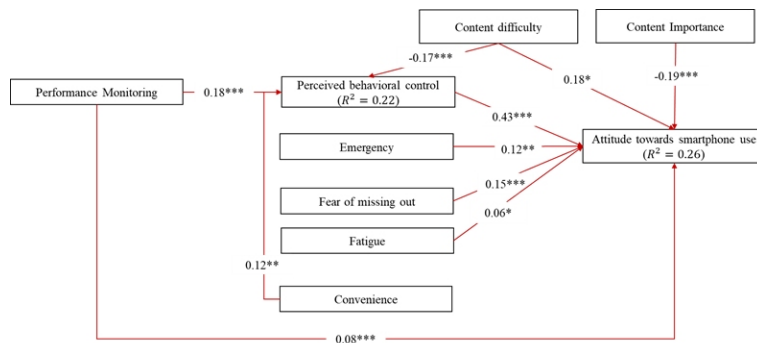 Content difficulty
Content Importance
-0.17***
Performance Monitoring
0.18***
Perceived behavioral control
(R² = 0.22)
0.18*
-0.19***
0.43***
Emergency
0.12**
Attitude towards smartphone use
(R² = 0.26)
0.15***
Fear of missing out
0.06*
Fatigue
0.12**
Convenience
0.08***